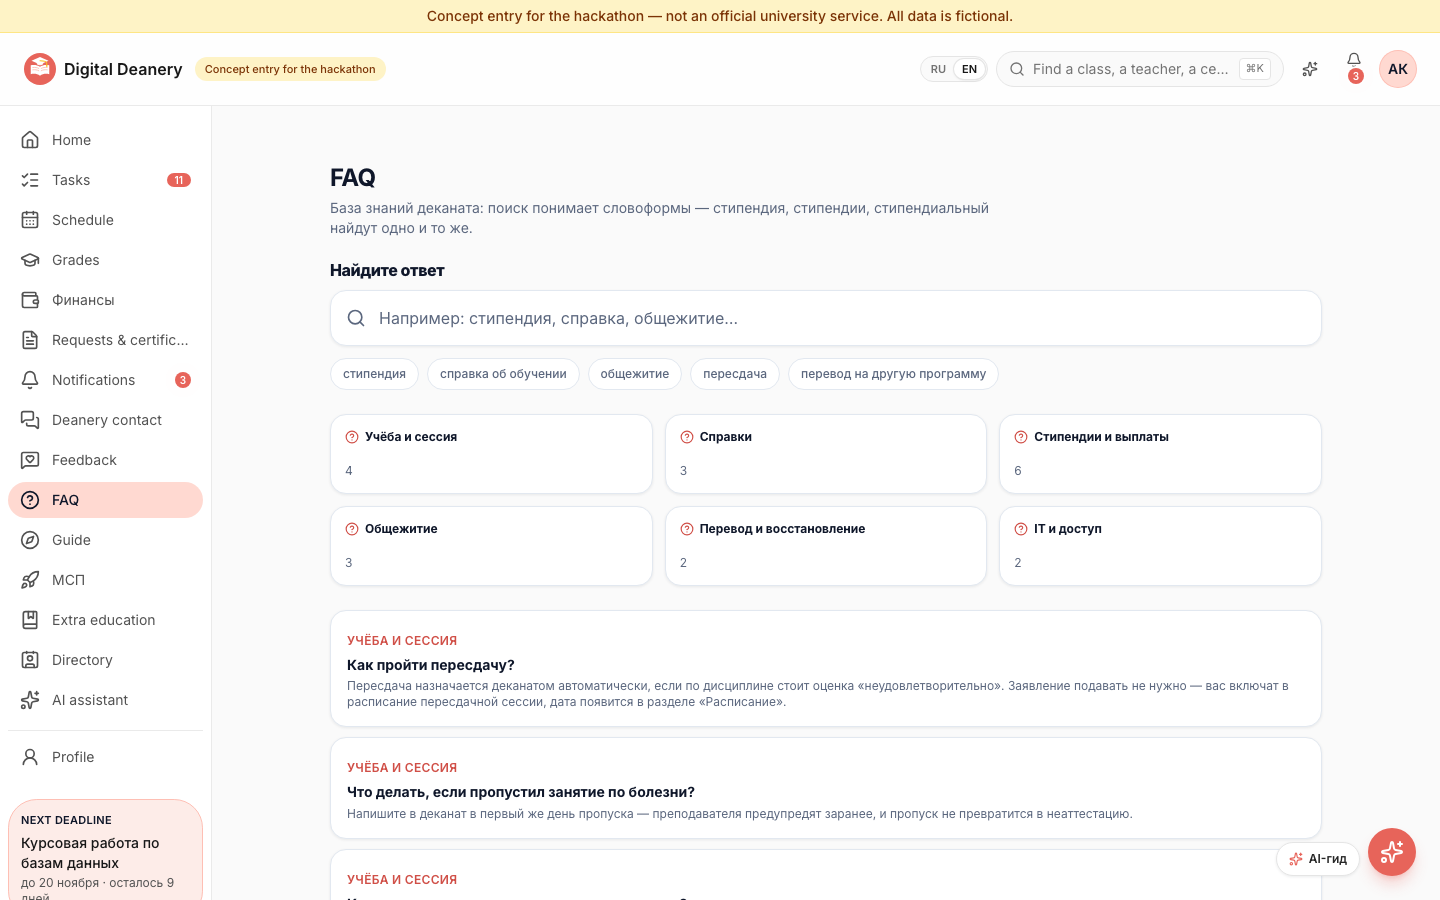 Concept entry for the hackathon — not an official university service. All data is fictional.
Digital Deanery
Concept entry for the hackathon
RU
EN
Find a class, a teacher, a ce...
⌘K
3
АК
Home
Tasks
11
Schedule
Grades
Финансы
Requests & certific...
Notifications
3
Deanery contact
Feedback
FAQ
Guide
МСП
Extra education
Directory
AI assistant
Profile
NEXT DEADLINE
Курсовая работа по
базам данных
до 20 ноября · осталось 9
дней
FAQ
База знаний деканата: поиск понимает словоформы — стипендия, стипендии, стипендиальный
найдут одно и то же.
Найдите ответ
Например: стипендия, справка, общежитие...
стипендия
справка об обучении
общежитие
пересдача
перевод на другую программу
Учёба и сессия
4
Справки
3
Стипендии и выплаты
6
Общежитие
3
Перевод и восстановление
2
IT и доступ
2
УЧЁБА И СЕССИЯ
Как пройти пересдачу?
Пересдача назначается деканатом автоматически, если по дисциплине стоит оценка «неудовлетворительно». Заявление подавать не нужно — вас включат в
расписание пересдачной сессии, дата появится в разделе «Расписание».
УЧЁБА И СЕССИЯ
Что делать, если пропустил занятие по болезни?
Напишите в деканат в первый же день пропуска — преподавателя предупредят заранее, и пропуск не превратится в неаттестацию.
УЧЁБА И СЕССИЯ
AI-гид